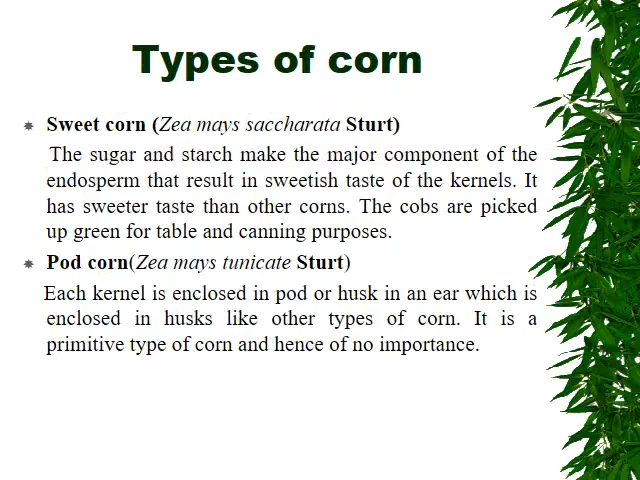 Types of corn
Sweet corn (Zea mays saccharata Sturt)
The sugar and starch make the major component of the
endosperm that result in sweetish taste of the kernels. It
has sweeter taste than other corns. The cobs are picked
up green for table and canning purposes.
Pod corn(Zea mays tunicate Sturt)
Each kernel is enclosed in pod or husk in an ear which is
enclosed in husks like other types of corn. It is a
primitive type of corn and hence of no importance.